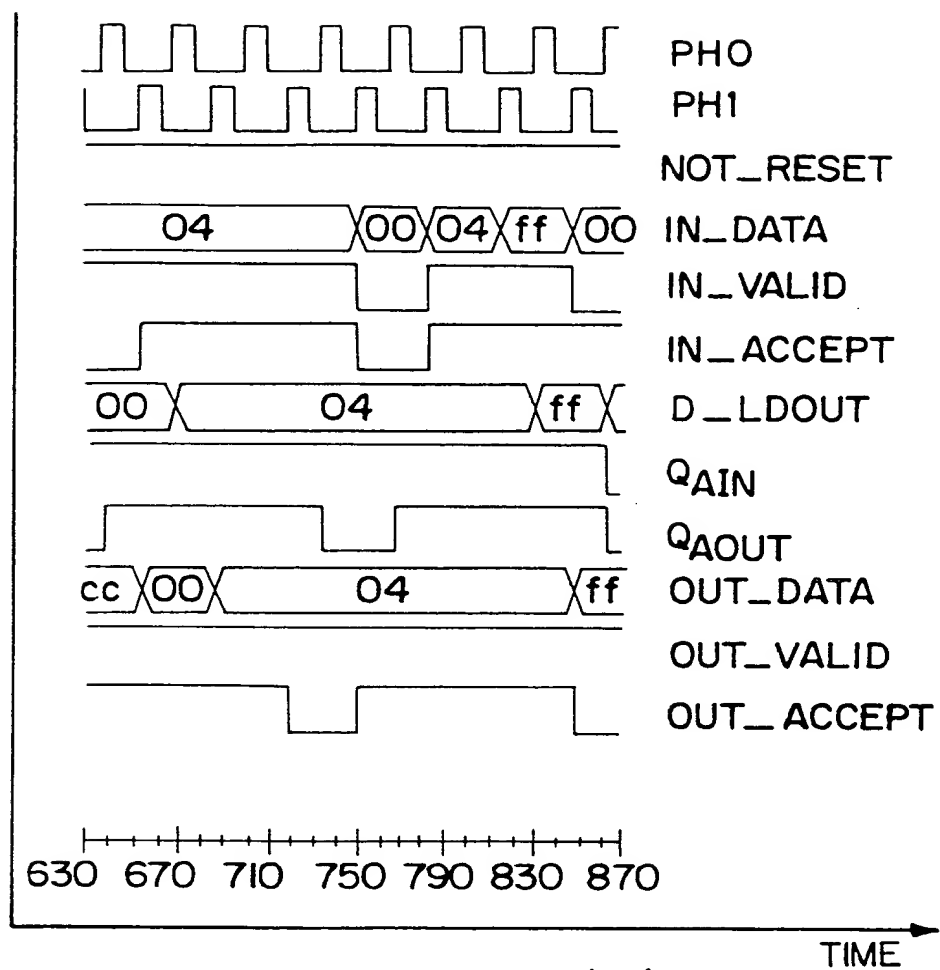 PH0
PH1
NOT_RESET
04 00 04 ff 00 IN_DATA
IN_VALID
IN_ACCEPT
00 04 ff D_LDOUT
QAIN
QAOUT
cc 00 04 ff OUT_DATA
OUT_VALID
OUT_ACCEPT
630 670 710 750 790 830 870
TIME